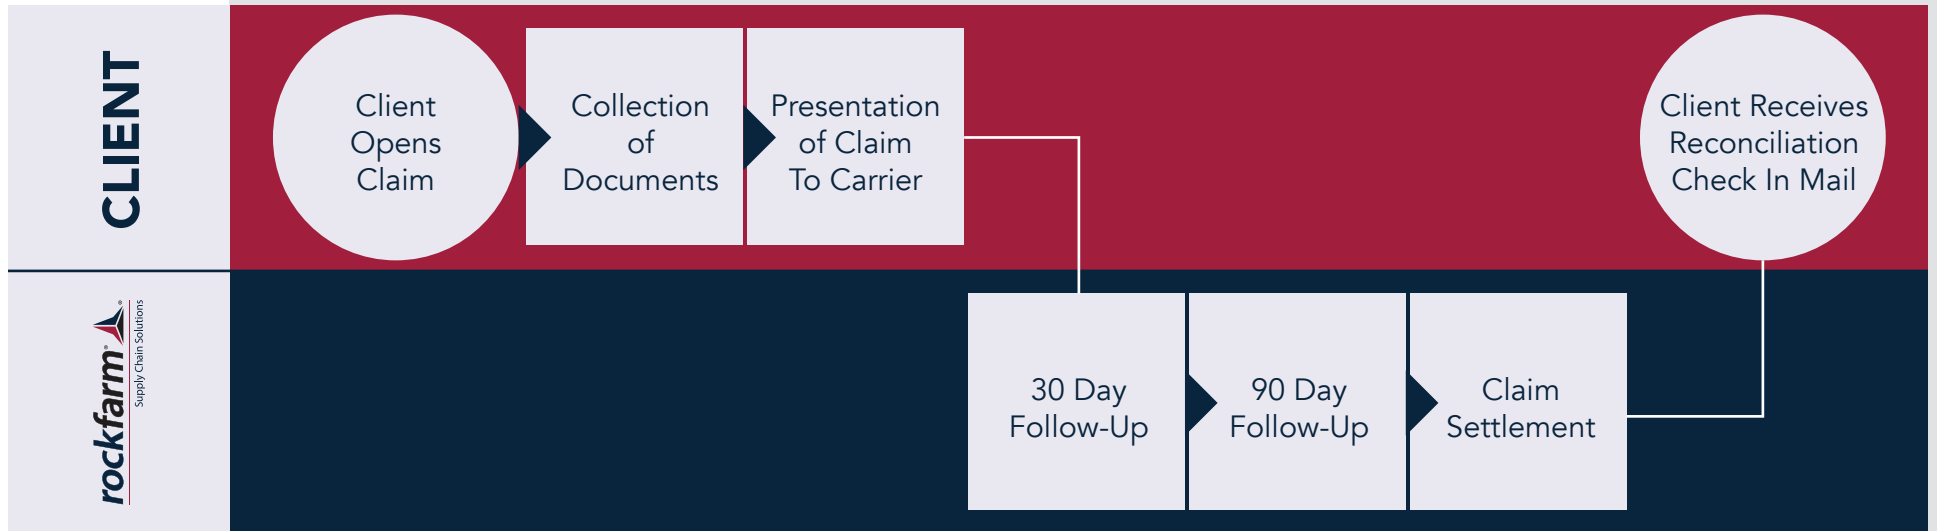 CLIENT
Client
Opens
Claim
Collection
of
Documents
Presentation
of Claim
To Carrier
Client Receives
Reconciliation
Check In Mail
rockfarm®
®
Supply Chain Solutions
30 Day
Follow-Up
90 Day
Follow-Up
Claim
Settlement